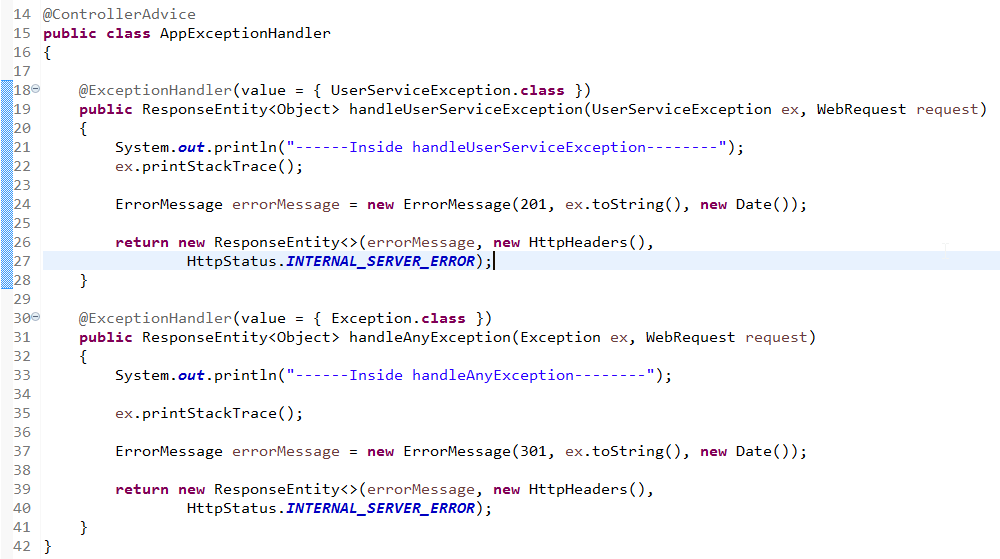 14 @ControllerAdvice
15 public class AppExceptionHandler
16 {
17
18 @ExceptionHandler(value = { UserServiceException.class })
19 public ResponseEntity<Object> handleUserServiceException(UserServiceException ex, WebRequest request)
20 {
21 System.out.println("------Inside handleUserServiceException--------");
22 ex.printStackTrace();
23
24 ErrorMessage errorMessage = new ErrorMessage(201, ex.toString(), new Date());
25
26 return new ResponseEntity<>(errorMessage, new HttpHeaders(),
27 HttpStatus.INTERNAL_SERVER_ERROR);
28 }
29
30 @ExceptionHandler(value = { Exception.class })
31 public ResponseEntity<Object> handleAnyException(Exception ex, WebRequest request)
32 {
33 System.out.println("------Inside handleAnyException--------");
34
35 ex.printStackTrace();
36
37 ErrorMessage errorMessage = new ErrorMessage(301, ex.toString(), new Date());
38
39 return new ResponseEntity<>(errorMessage, new HttpHeaders(),
40 HttpStatus.INTERNAL_SERVER_ERROR);
41 }
42 }